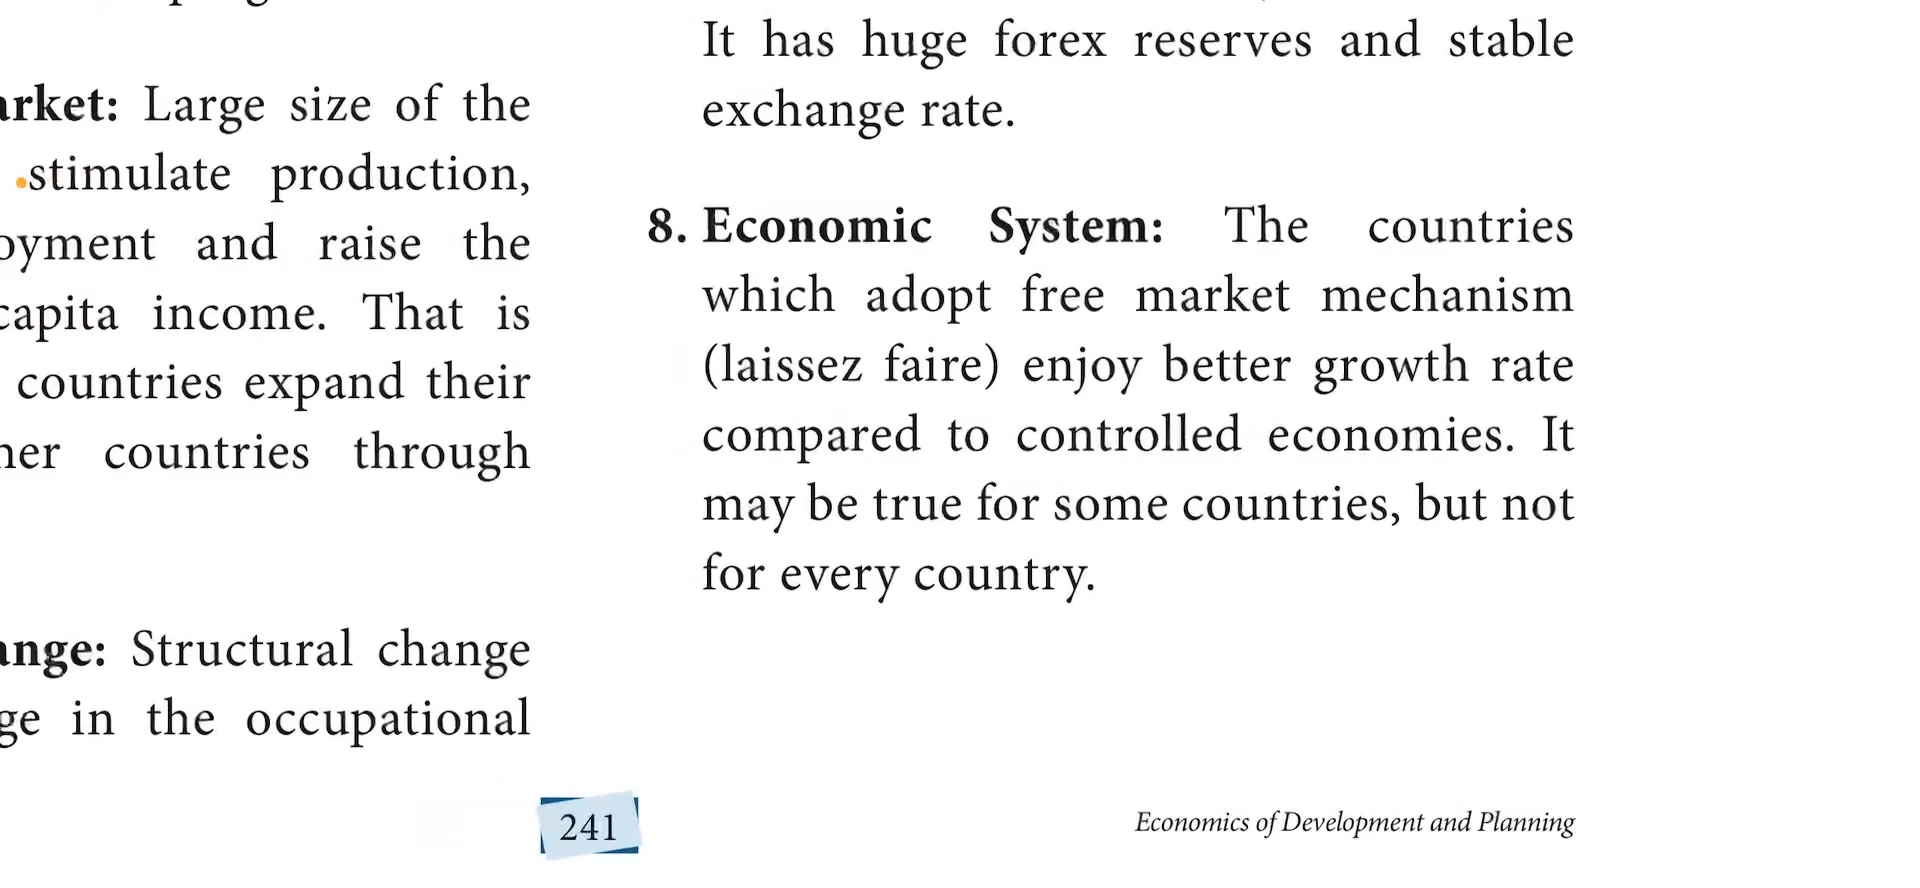 arket: Large size of the
.stimulate production,
oyment and raise the
capita income. That is
countries expand their
her countries through
ange: Structural change
ge in the occupational
It has huge forex reserves and stable
exchange rate.
8. Economic System: The countries
which adopt free market mechanism
(laissez faire) enjoy better growth rate
compared to controlled economies. It
may be true for some countries, but not
for every country.
241
Economics of Development and Planning